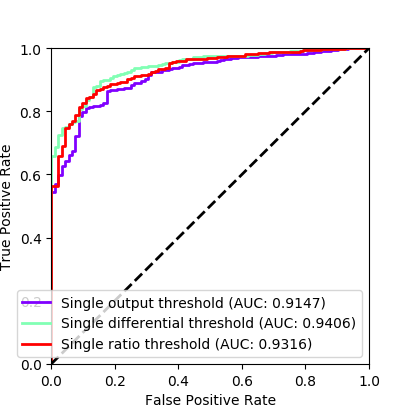 1.0
0.8
0.6
0.4
0.2
0.0
True Positive Rate
Single output threshold (AUC: 0.9147)
Single differential threshold (AUC: 0.9406)
Single ratio threshold (AUC: 0.9316)
0.0 0.2 0.4 0.6 0.8 1.0
False Positive Rate